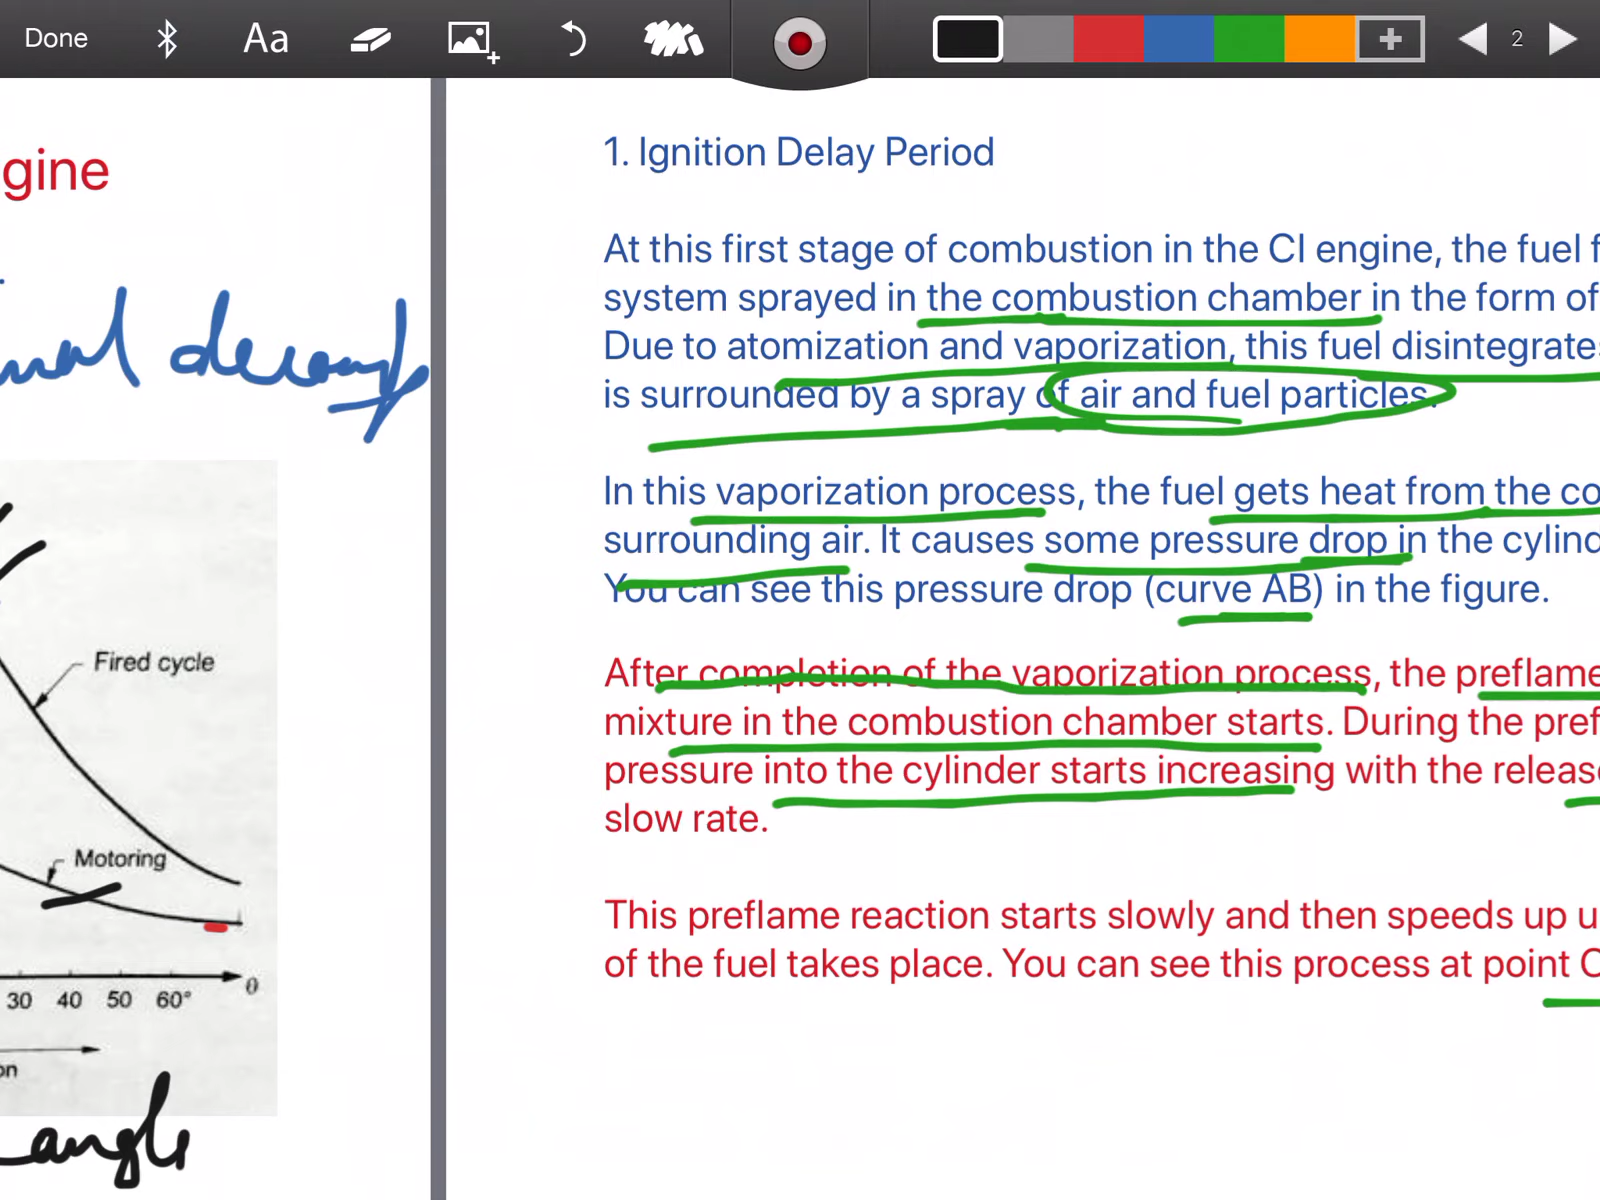 Done
Aa
2
gine
decomp
Fired cycle
Motoring
30 40 50 60° θ
on
angle
1. Ignition Delay Period
At this first stage of combustion in the CI engine, the fuel f
system sprayed in the combustion chamber in the form of
Due to atomization and vaporization, this fuel disintegrates
is surrounded by a spray of air and fuel particles.
In this vaporization process, the fuel gets heat from the co
surrounding air. It causes some pressure drop in the cylind
You can see this pressure drop (curve AB) in the figure.
After completion of the vaporization process, the preflame
mixture in the combustion chamber starts. During the pref
pressure into the cylinder starts increasing with the release
slow rate.
This preflame reaction starts slowly and then speeds up u
of the fuel takes place. You can see this process at point C